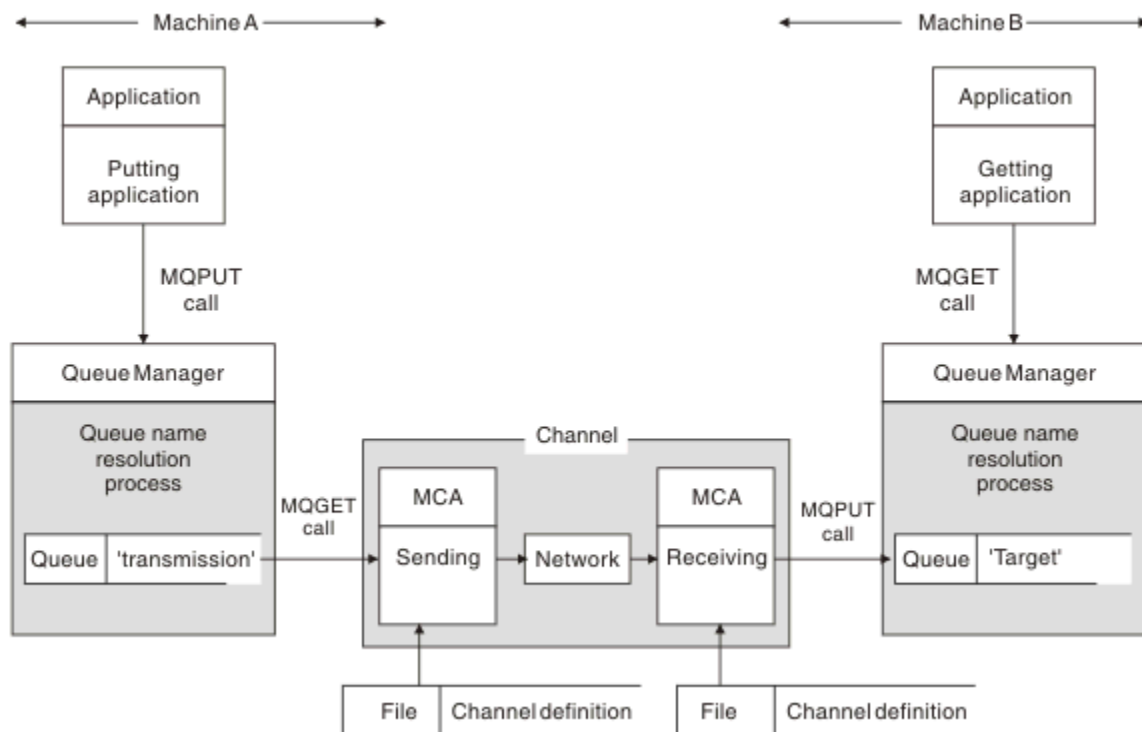 Machine A
Machine B
Application
Putting
application
Application
Getting
application
MQPUT
call
MQGET
call
Queue Manager
Queue name
resolution
process
Queue 'transmission'
MQGET
call
Channel
MCA
Sending
Network
MCA
Receiving
MQPUT
call
Queue Manager
Queue name
resolution
process
Queue 'Target'
File Channel definition
File Channel definition